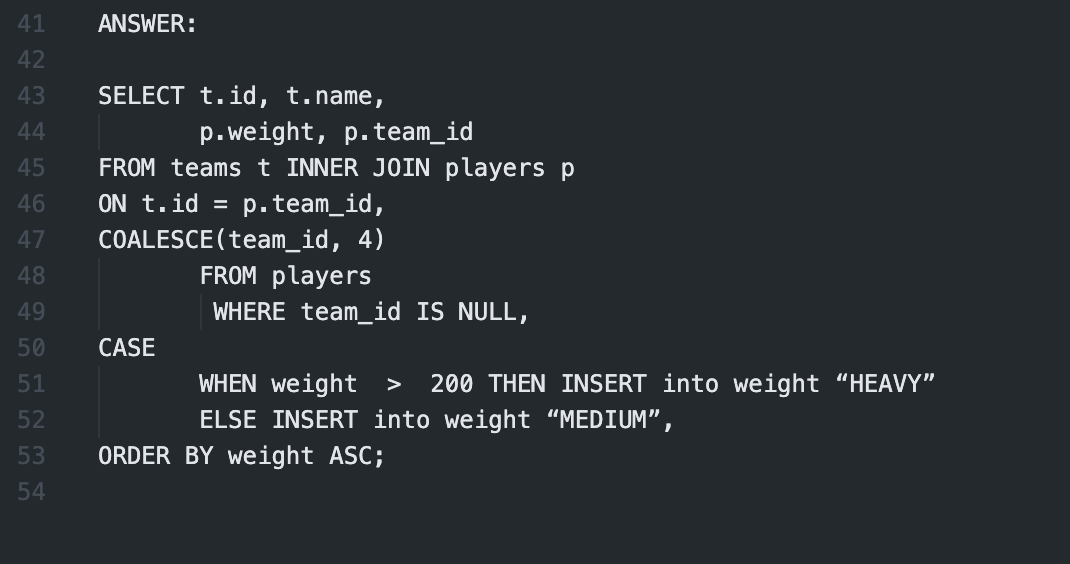 41 ANSWER:
42
43 SELECT t.id, t.name,
44 p.weight, p.team_id
45 FROM teams t INNER JOIN players p
46 ON t.id = p.team_id,
47 COALESCE(team_id, 4)
48 FROM players
49 WHERE team_id IS NULL,
50 CASE
51 WHEN weight  >  200 THEN INSERT into weight “HEAVY”
52 ELSE INSERT into weight “MEDIUM”,
53 ORDER BY weight ASC;
54